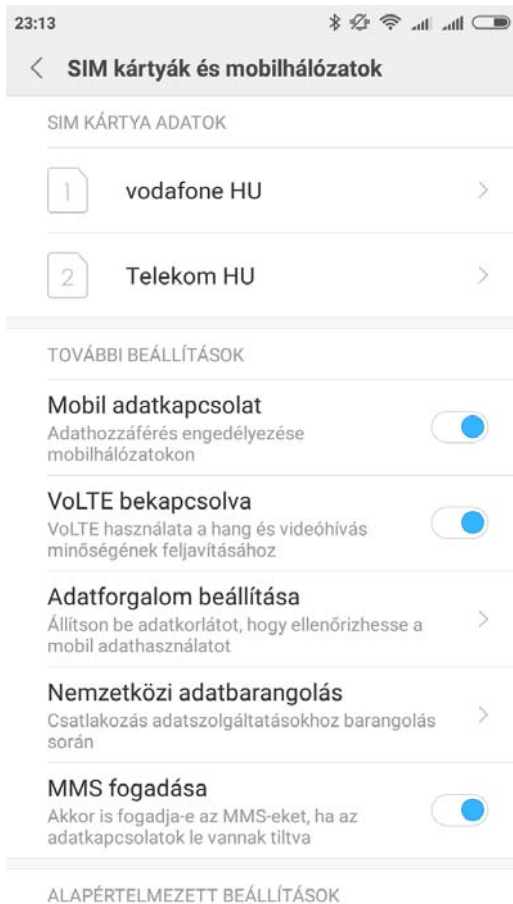 23:13
SIM kártyák és mobilhálózatok
SIM KÁRTYA ADATOK
1 vodafone HU
2 Telekom HU
TOVÁBBI BEÁLLÍTÁSOK
Mobil adatkapcsolat
Adathozzáférés engedélyezése
mobilhálózatokon
VoLTE bekapcsolva
VoLTE használata a hang és videóhívás
minőségének feljavításához
Adatforgalom beállítása
Állítson be adatkorlátot, hogy ellenőrizhesse a
mobil adathasználatot
Nemzetközi adatbarangolás
Csatlakozás adatszolgáltatásokhoz barangolás
során
MMS fogadása
Akkor is fogadja-e az MMS-eket, ha az
adatkapcsolatok le vannak tiltva
ALAPÉRTELMEZETT BEÁLLÍTÁSOK